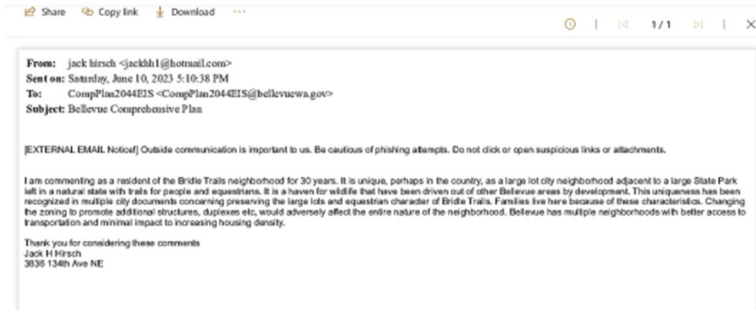 Share Copy link Download ...
1/1
From: jack hirsch <jackhh1@hotmail.com>
Sent on: Saturday, June 10, 2023 5:10:38 PM
To: CompPlan2044EIS <CompPlan2044EIS@bellevuewa.gov>
Subject: Bellevue Comprehensive Plan
[EXTERNAL EMAIL Notice!] Outside communication is important to us. Be cautious of phishing attempts. Do not click or open suspicious links or attachments.
I am commenting as a resident of the Bridle Trails neighborhood for 30 years. It is unique, perhaps in the country, as a large lot city neighborhood adjacent to a large State Park
left in a natural state with trails for people and equestrians. It is a haven for wildlife that have been driven out of other Bellevue areas by development. This uniqueness has been
recognized in multiple city documents concerning preserving the large lots and equestrian character of Bridle Trails. Families live here because of these characteristics. Changing
the zoning to promote additional structures, duplexes etc, would adversely affect the entire nature of the neighborhood. Bellevue has multiple neighborhoods with better access to
transportation and minimal impact to increasing housing density.
Thank you for considering these comments
Jack H Hirsch
3836 134th Ave NE